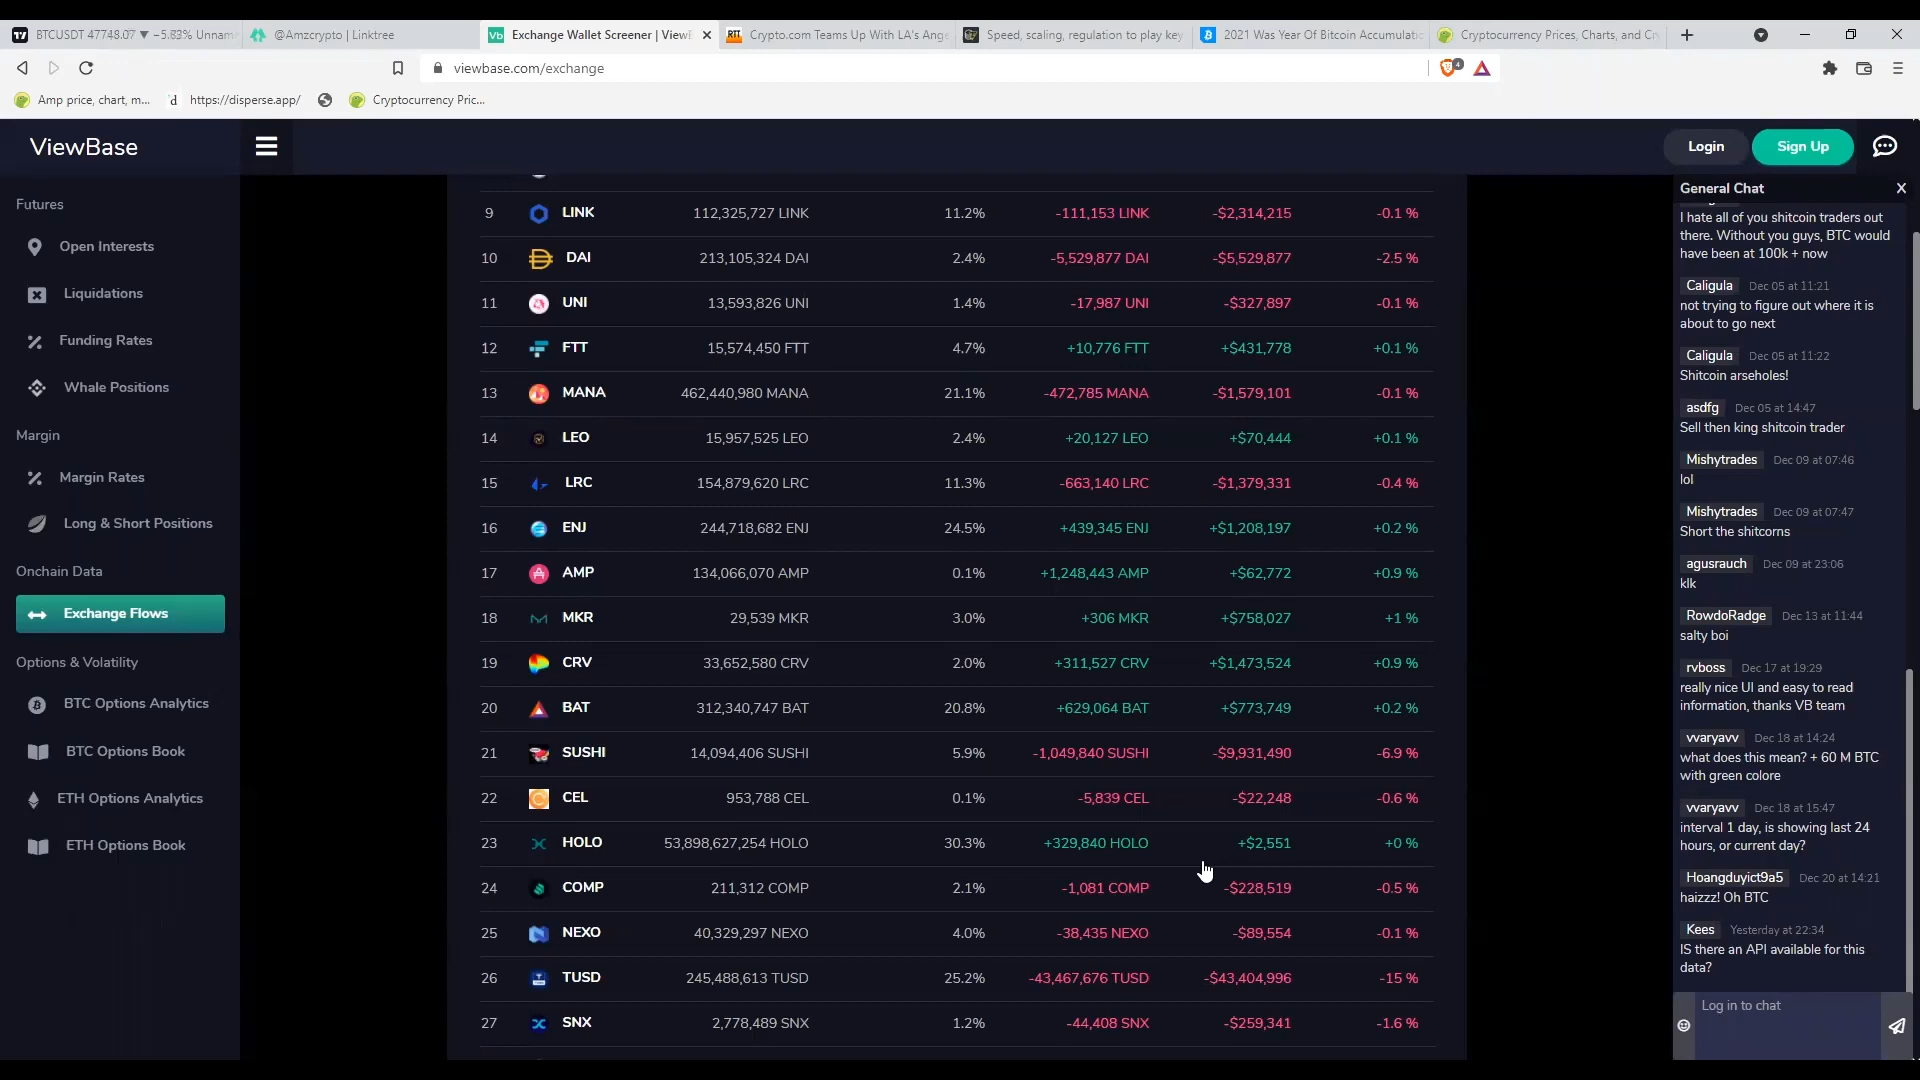 BTCUSDT 47748.07 ▼ −5.83% Unnam
@Amzcrypto | Linktree
Exchange Wallet Screener | ViewB
Crypto.com Teams Up With LA's Ange
Speed, scaling, regulation to play key
2021 Was Year Of Bitcoin Accumulatio
Cryptocurrency Prices, Charts, and Cr
viewbase.com/exchange
4
Amp price, chart, m...
https://disperse.app/
Cryptocurrency Pric...
ViewBase
Login
Sign Up
Futures
Open Interests
Liquidations
Funding Rates
Whale Positions
Margin
Margin Rates
Long & Short Positions
Onchain Data
Exchange Flows
Options & Volatility
BTC Options Analytics
BTC Options Book
ETH Options Analytics
ETH Options Book
9 LINK 112,325,727 LINK 11.2% -111,153 LINK -$2,314,215 -0.1 %
10 DAI 213,105,324 DAI 2.4% -5,529,877 DAI -$5,529,877 -2.5 %
11 UNI 13,593,826 UNI 1.4% -17,987 UNI -$327,897 -0.1 %
12 FTT 15,574,450 FTT 4.7% +10,776 FTT +$431,778 +0.1 %
13 MANA 462,440,980 MANA 21.1% -472,785 MANA -$1,579,101 -0.1 %
14 LEO 15,957,525 LEO 2.4% +20,127 LEO +$70,444 +0.1 %
15 LRC 154,879,620 LRC 11.3% -663,140 LRC -$1,379,331 -0.4 %
16 ENJ 244,718,682 ENJ 24.5% +439,345 ENJ +$1,208,197 +0.2 %
17 AMP 134,066,070 AMP 0.1% +1,248,443 AMP +$62,772 +0.9 %
18 MKR 29,539 MKR 3.0% +306 MKR +$758,027 +1 %
19 CRV 33,652,580 CRV 2.0% +311,527 CRV +$1,473,524 +0.9 %
20 BAT 312,340,747 BAT 20.8% +629,064 BAT +$773,749 +0.2 %
21 SUSHI 14,094,406 SUSHI 5.9% -1,049,840 SUSHI -$9,931,490 -6.9 %
22 CEL 953,788 CEL 0.1% -5,839 CEL -$22,248 -0.6 %
23 HOLO 53,898,627,254 HOLO 30.3% +329,840 HOLO +$2,551 +0 %
24 COMP 211,312 COMP 2.1% -1,081 COMP -$228,519 -0.5 %
25 NEXO 40,329,297 NEXO 4.0% -38,435 NEXO -$89,554 -0.1 %
26 TUSD 245,488,613 TUSD 25.2% -43,467,676 TUSD -$43,404,996 -15 %
27 SNX 2,778,489 SNX 1.2% -44,408 SNX -$259,341 -1.6 %
General Chat X
I hate all of you shitcoin traders out
there. Without you guys, BTC would
have been at 100k + now
Caligula Dec 05 at 11:21
not trying to figure out where it is
about to go next
Caligula Dec 05 at 11:22
Shitcoin arseholes!
asdfg Dec 05 at 14:47
Sell then king shitcoin trader
Mishytrades Dec 09 at 07:46
lol
Mishytrades Dec 09 at 07:47
Short the shitcorns
agusrauch Dec 09 at 23:06
klk
RowdoRadge Dec 13 at 11:44
salty boi
rvboss Dec 17 at 19:29
really nice UI and easy to read
information, thanks VB team
vvaryavv Dec 18 at 14:24
what does this mean? + 60 M BTC
with green colore
vvaryavv Dec 18 at 15:47
interval 1 day, is showing last 24
hours, or current day?
Hoangduyict9a5 Dec 20 at 14:21
haizzz! Oh BTC
Kees Yesterday at 22:34
IS there an API available for this
data?
Log in to chat